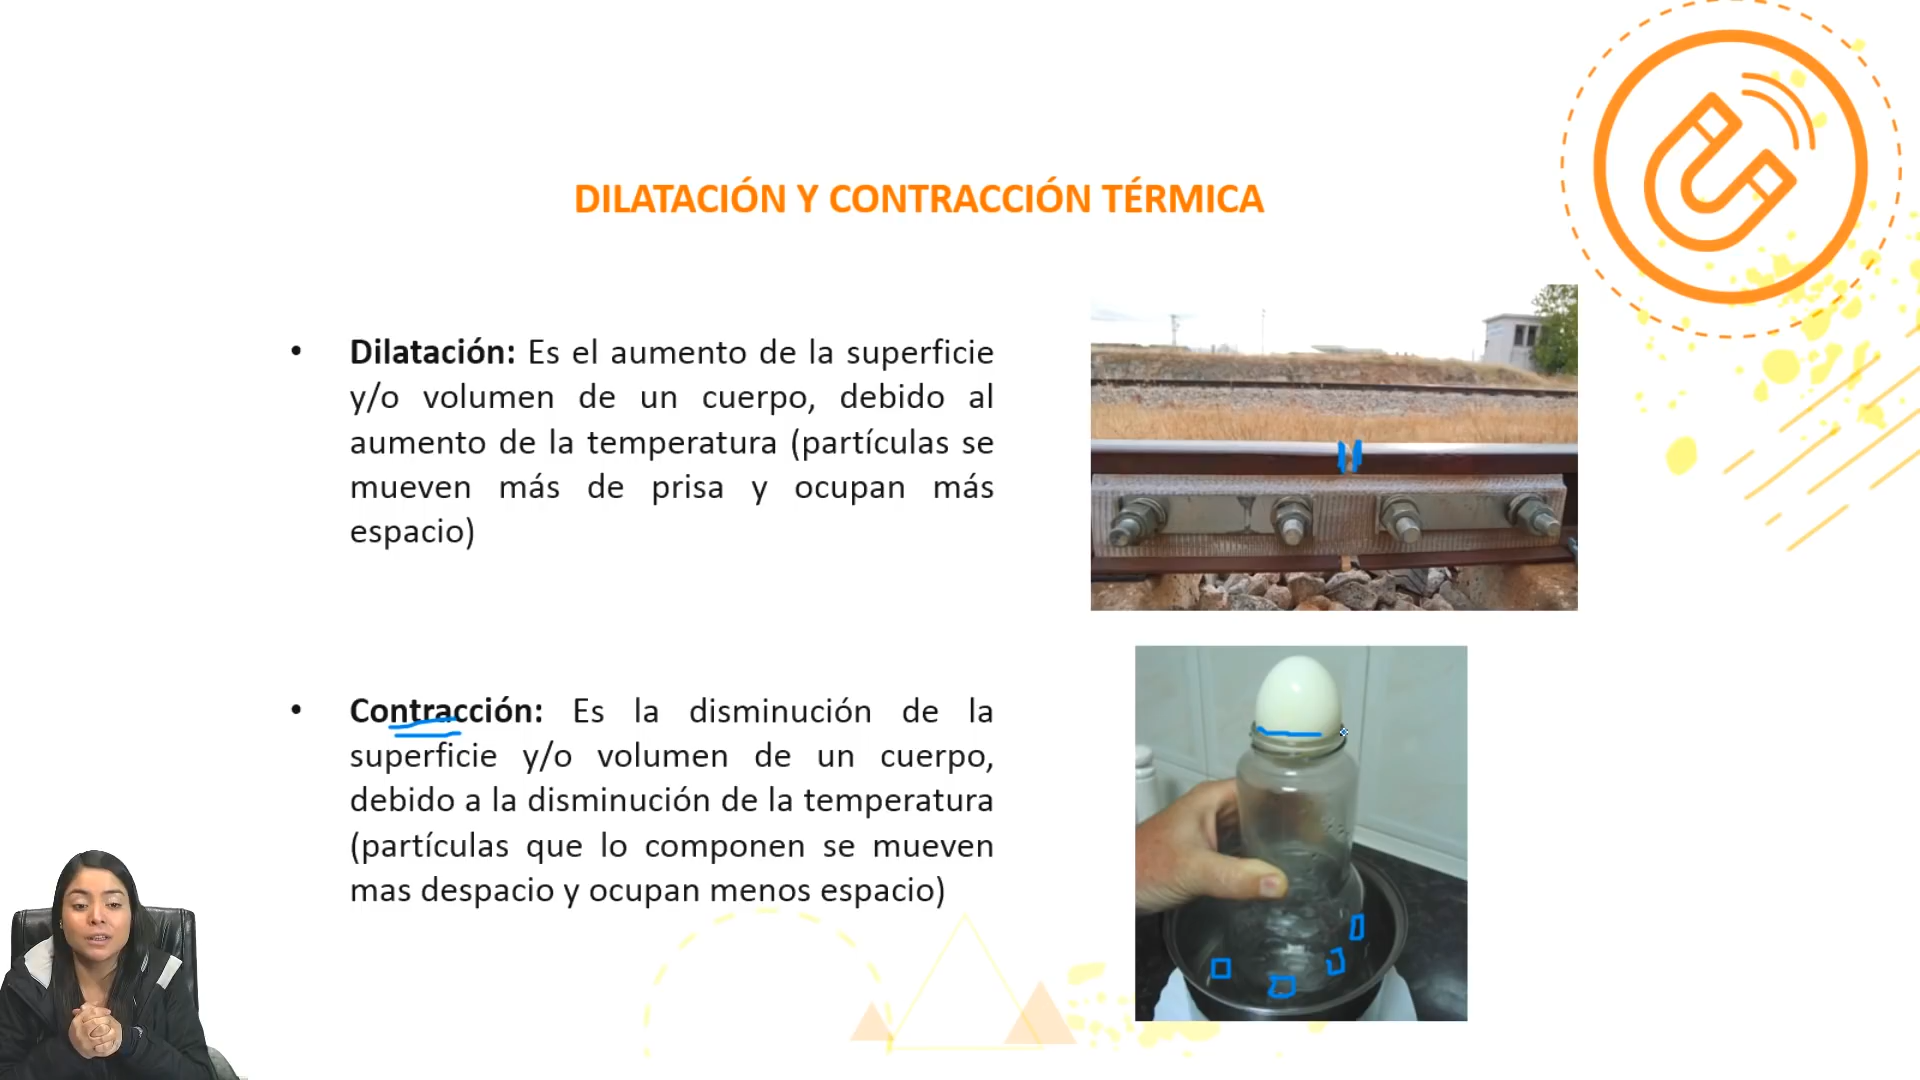 DILATACIÓN Y CONTRACCIÓN TÉRMICA
• Dilatación: Es el aumento de la superficie
y/o volumen de un cuerpo, debido al
aumento de la temperatura (partículas se
mueven más de prisa y ocupan más
espacio)
• Contracción: Es la disminución de la
superficie y/o volumen de un cuerpo,
debido a la disminución de la temperatura
(partículas que lo componen se mueven
mas despacio y ocupan menos espacio)